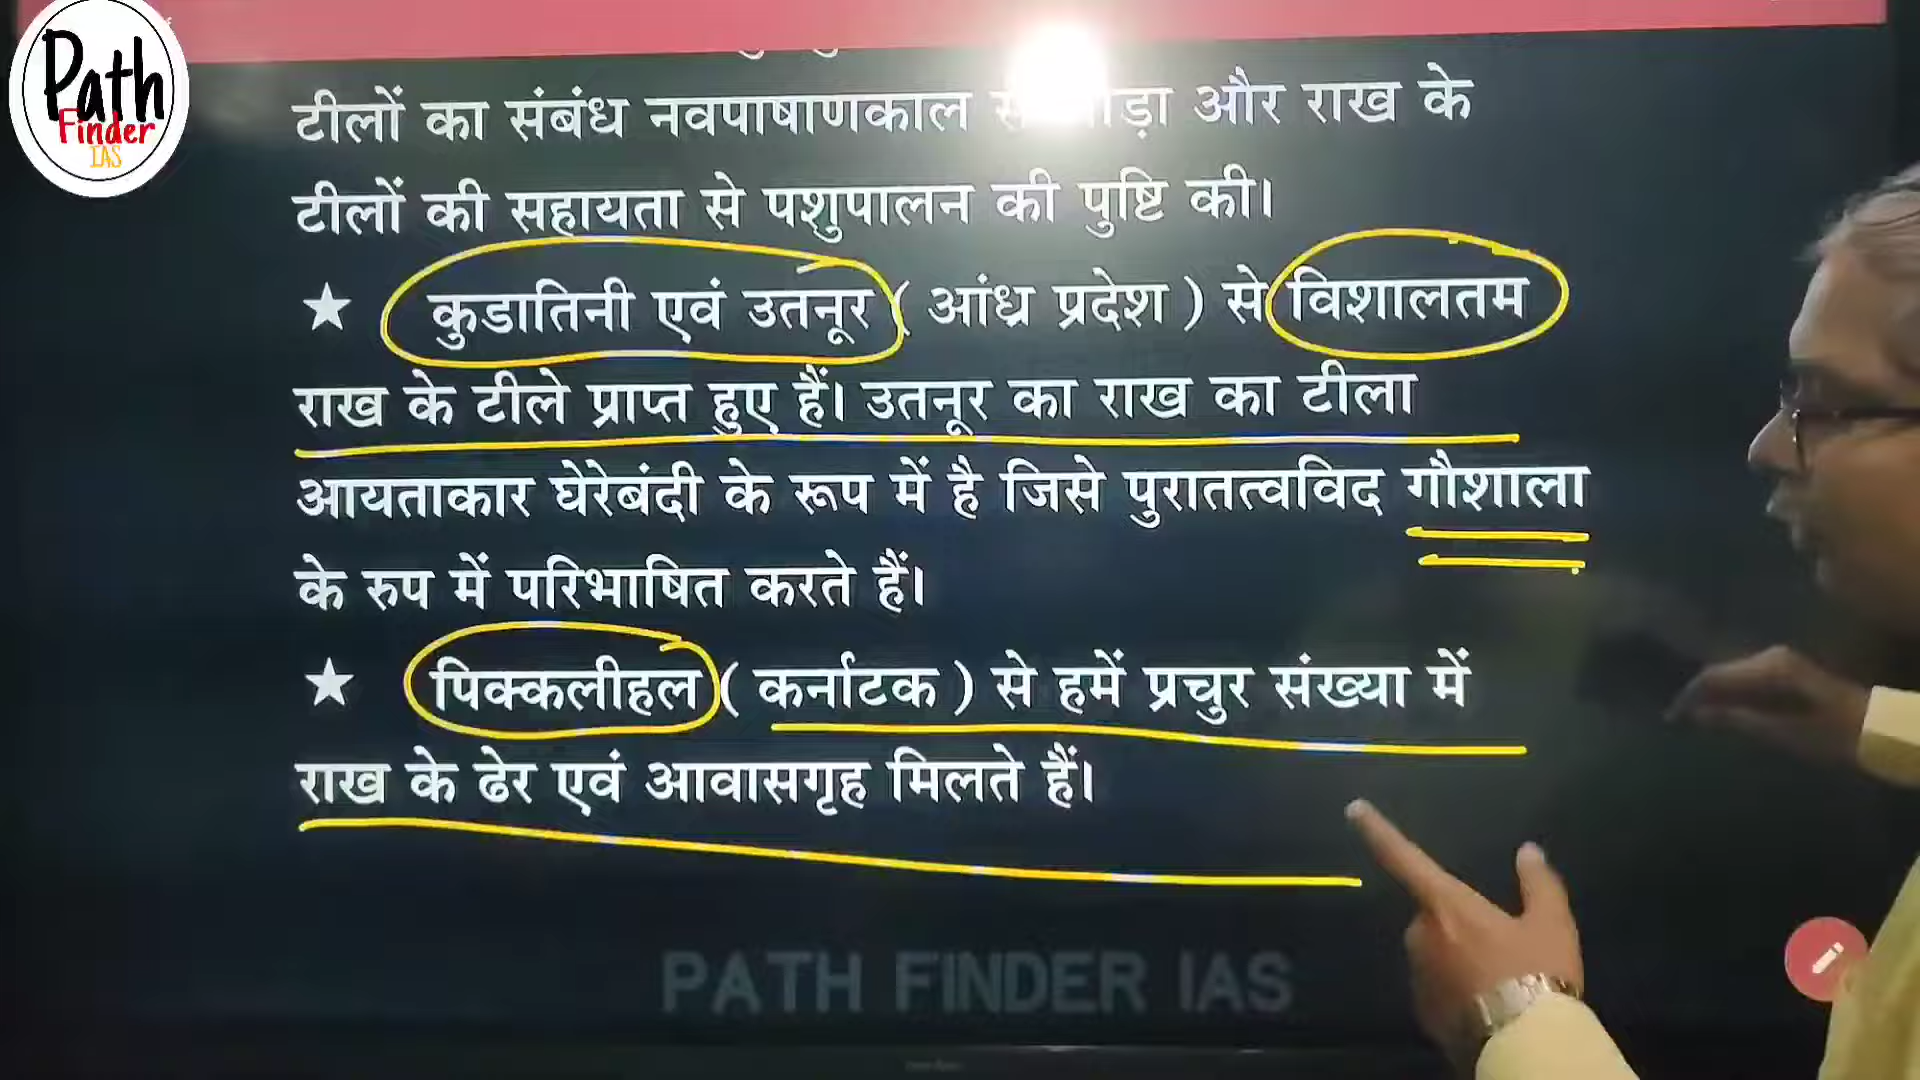 Path
Finder
IAS
टीलों का संबंध नवपाषाणकाल और राख के
टीलों की सहायता से पशुपालन की पुष्टि की।
★ कुडातिनी एवं उतनूर ( आंध्र प्रदेश ) से विशालतम
राख के टीले प्राप्त हुए हैं। उतनूर का राख का टीला
आयताकार घेरेबंदी के रूप में है जिसे पुरातत्वविद गौशाला
के रुप में परिभाषित करते हैं।
★ पिक्कलीहल ( कर्नाटक ) से हमें प्रचुर संख्या में
राख के ढेर एवं आवासगृह मिलते हैं।
PATH FINDER IAS